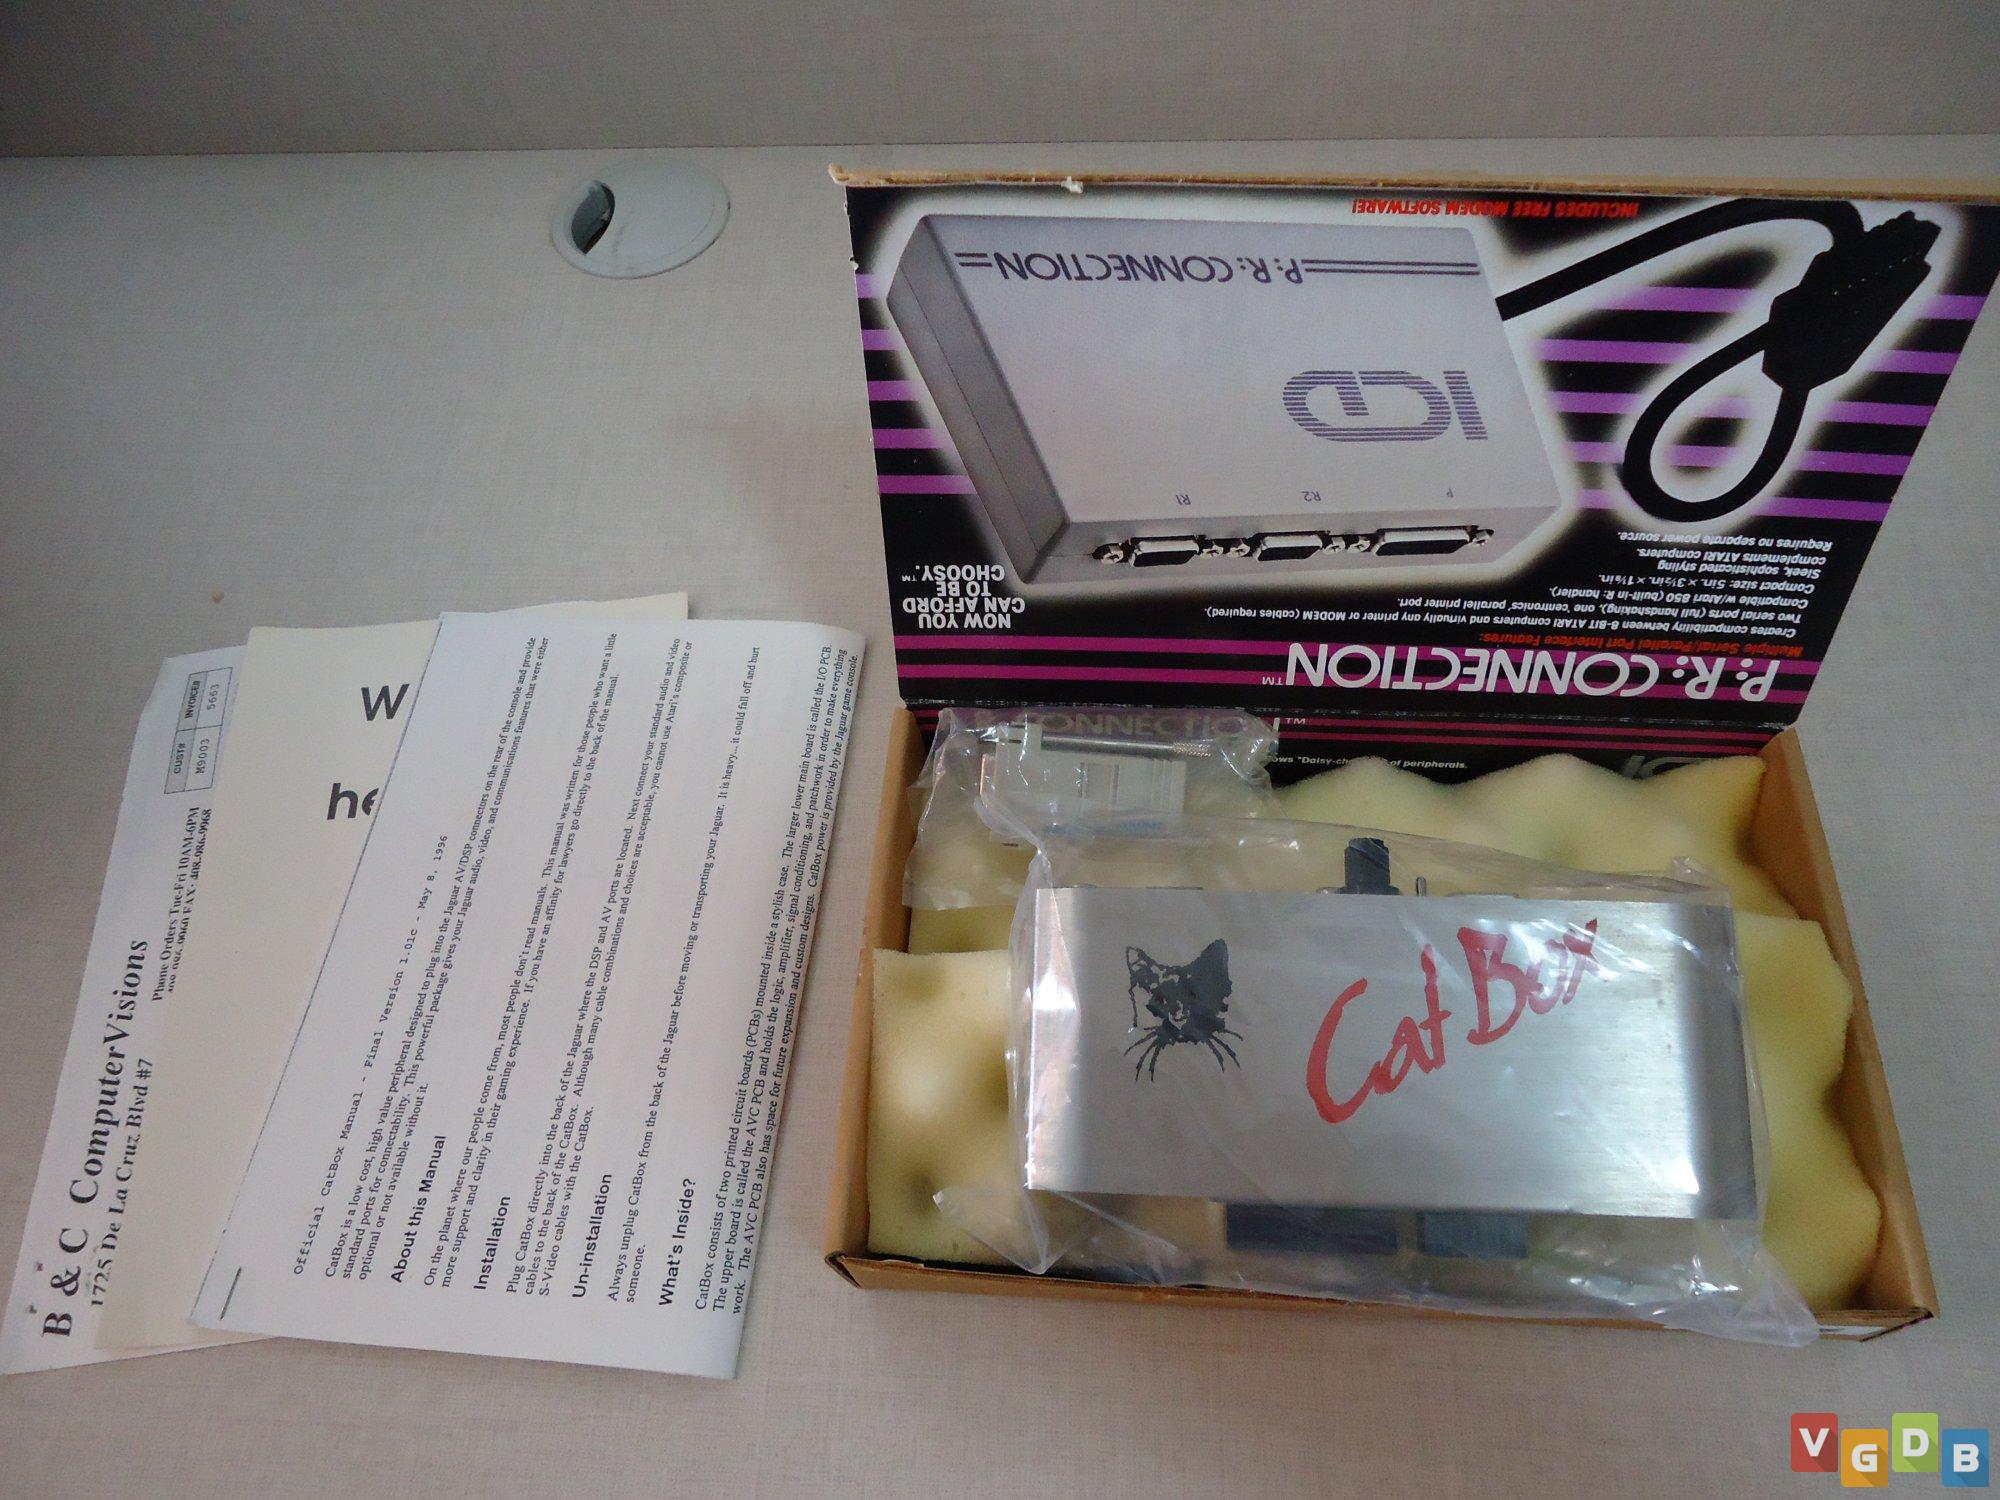 B & C ComputerVisions
1725 De La Cruz Blvd #7
Phone Orders Tue-Fri 10AM-6PM
408-986-9960 FAX- 408-986-9968
CUST# INVOICE#
M9003 5663
W
he
Official CatBox Manual - Final Version 1.01c - May 8, 1996
CatBox is a low cost, high value peripheral designed to plug into the Jaguar AV/DSP connectors on the rear of the console and provide
standard ports for connectability. This powerful package gives your Jaguar audio, video, and communications features that were either
optional or not available without it.
About this Manual
On the planet where our people come from, most people don't read manuals. This manual was written for those people who want a little
more support and clarity in their gaming experience. If you have an affinity for lawyers go directly to the back of the manual.
Installation
Plug CatBox directly into the back of the Jaguar where the DSP and AV ports are located. Next connect your standard audio and video
cables to the back of the CatBox. Although many cable combinations and choices are acceptable, you cannot use Atari's composite or
S-Video cables with the CatBox.
Un-installation
Always unplug CatBox from the back of the Jaguar before moving or transporting your Jaguar. It is heavy... it could fall off and hurt
someone.
What's Inside?
CatBox consists of two printed circuit boards (PCBs) mounted inside a stylish case. The larger lower main board is called the I/O PCB.
The upper board is called the AVC PCB and holds the logic, amplifier, signal conditioning, and patchwork in order to make everything
work. The AVC PCB also has space for future expansion and custom designs. CatBox power is provided by the Jaguar game console.
P:R: CONNECTION™
Multiple Serial/Parallel Port Interface Features:
Creates compatibility between 8-BIT ATARI computers and virtually any printer or MODEM (cables required).
Two serial ports (full handshaking), one 'centronics' parallel printer port.
Compatible w/Atari 850 (built-in R: handler).
Compact size: 5in. × 3½in. × 1⅛in.
Sleek, sophisticated styling
complements ATARI computers.
Requires no separate power source.
NOW YOU
CAN AFFORD
TO BE
CHOOSY.™
P R2 R1
ICD
P:R: CONNECTION
INCLUDES FREE MODEM SOFTWARE!
CONNECTION™
of peripherals.
ICD
CatBox
VGDB